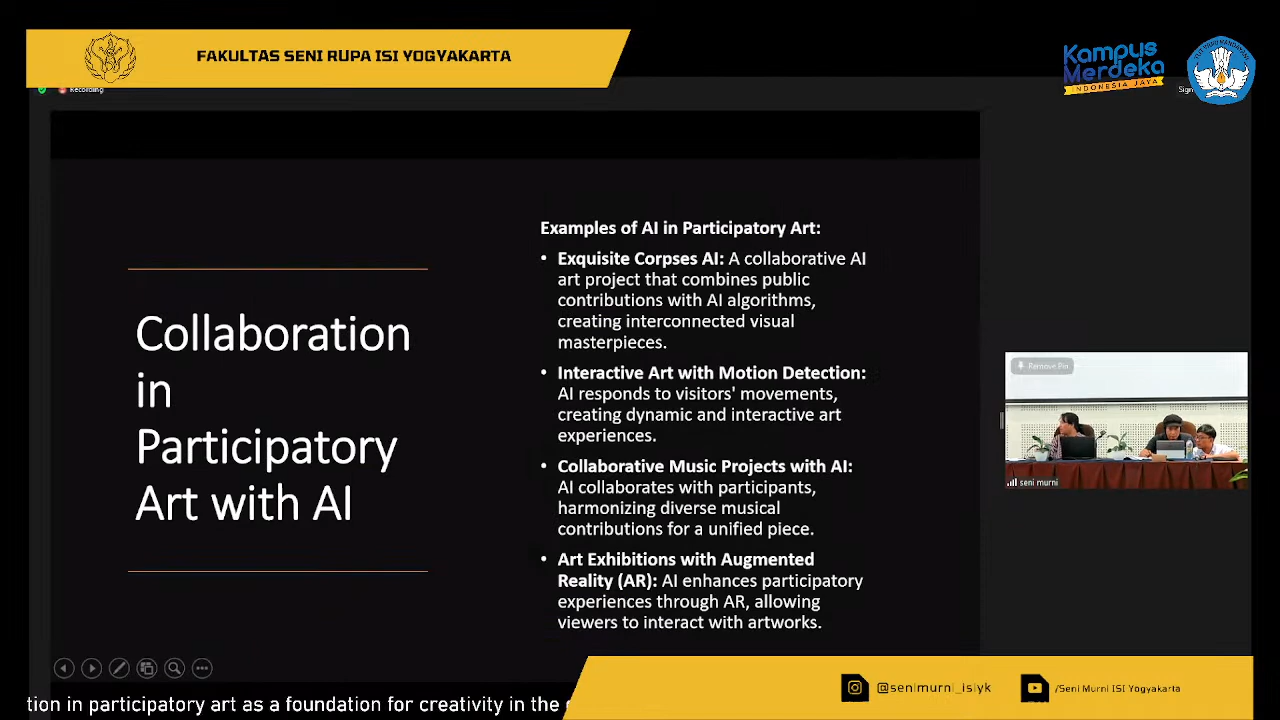 FAKULTAS SENI RUPA ISI YOGYAKARTA
Kampus
Merdeka
INDONESIA JAYA
Recording
Sign
Collaboration
in
Participatory
Art with AI
Examples of AI in Participatory Art:
• Exquisite Corpses AI: A collaborative AI
art project that combines public
contributions with AI algorithms,
creating interconnected visual
masterpieces.
• Interactive Art with Motion Detection:
AI responds to visitors' movements,
creating dynamic and interactive art
experiences.
• Collaborative Music Projects with AI:
AI collaborates with participants,
harmonizing diverse musical
contributions for a unified piece.
• Art Exhibitions with Augmented
Reality (AR): AI enhances participatory
experiences through AR, allowing
viewers to interact with artworks.
Remove Pin
seni murni
@senimurni_isiyk
/Seni Murni ISI Yogyakarta
tion in participatory art as a foundation for creativity in the